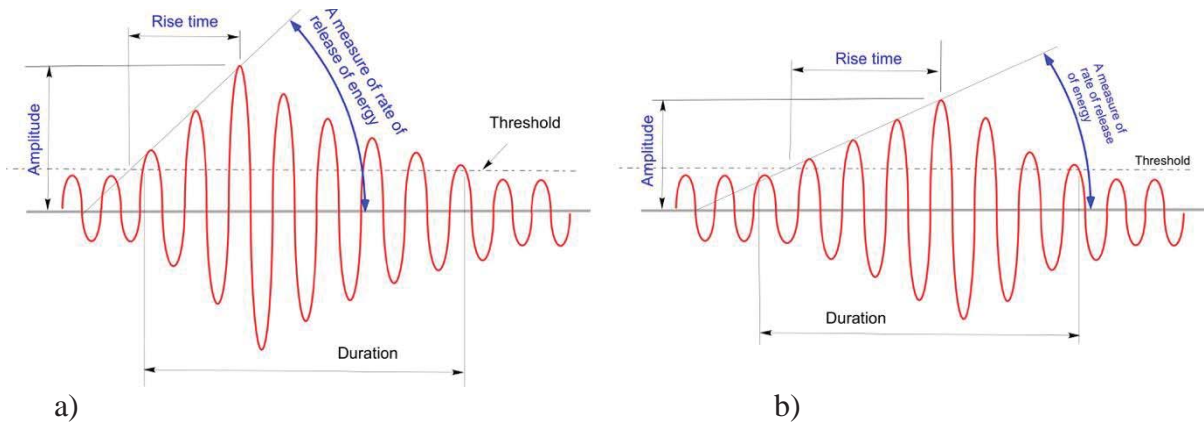 Rise time
A measure of rate of
release of energy
Amplitude
Threshold
Duration
a)
Rise time
A measure of
rate of release
of energy
Amplitude
Threshold
Duration
b)